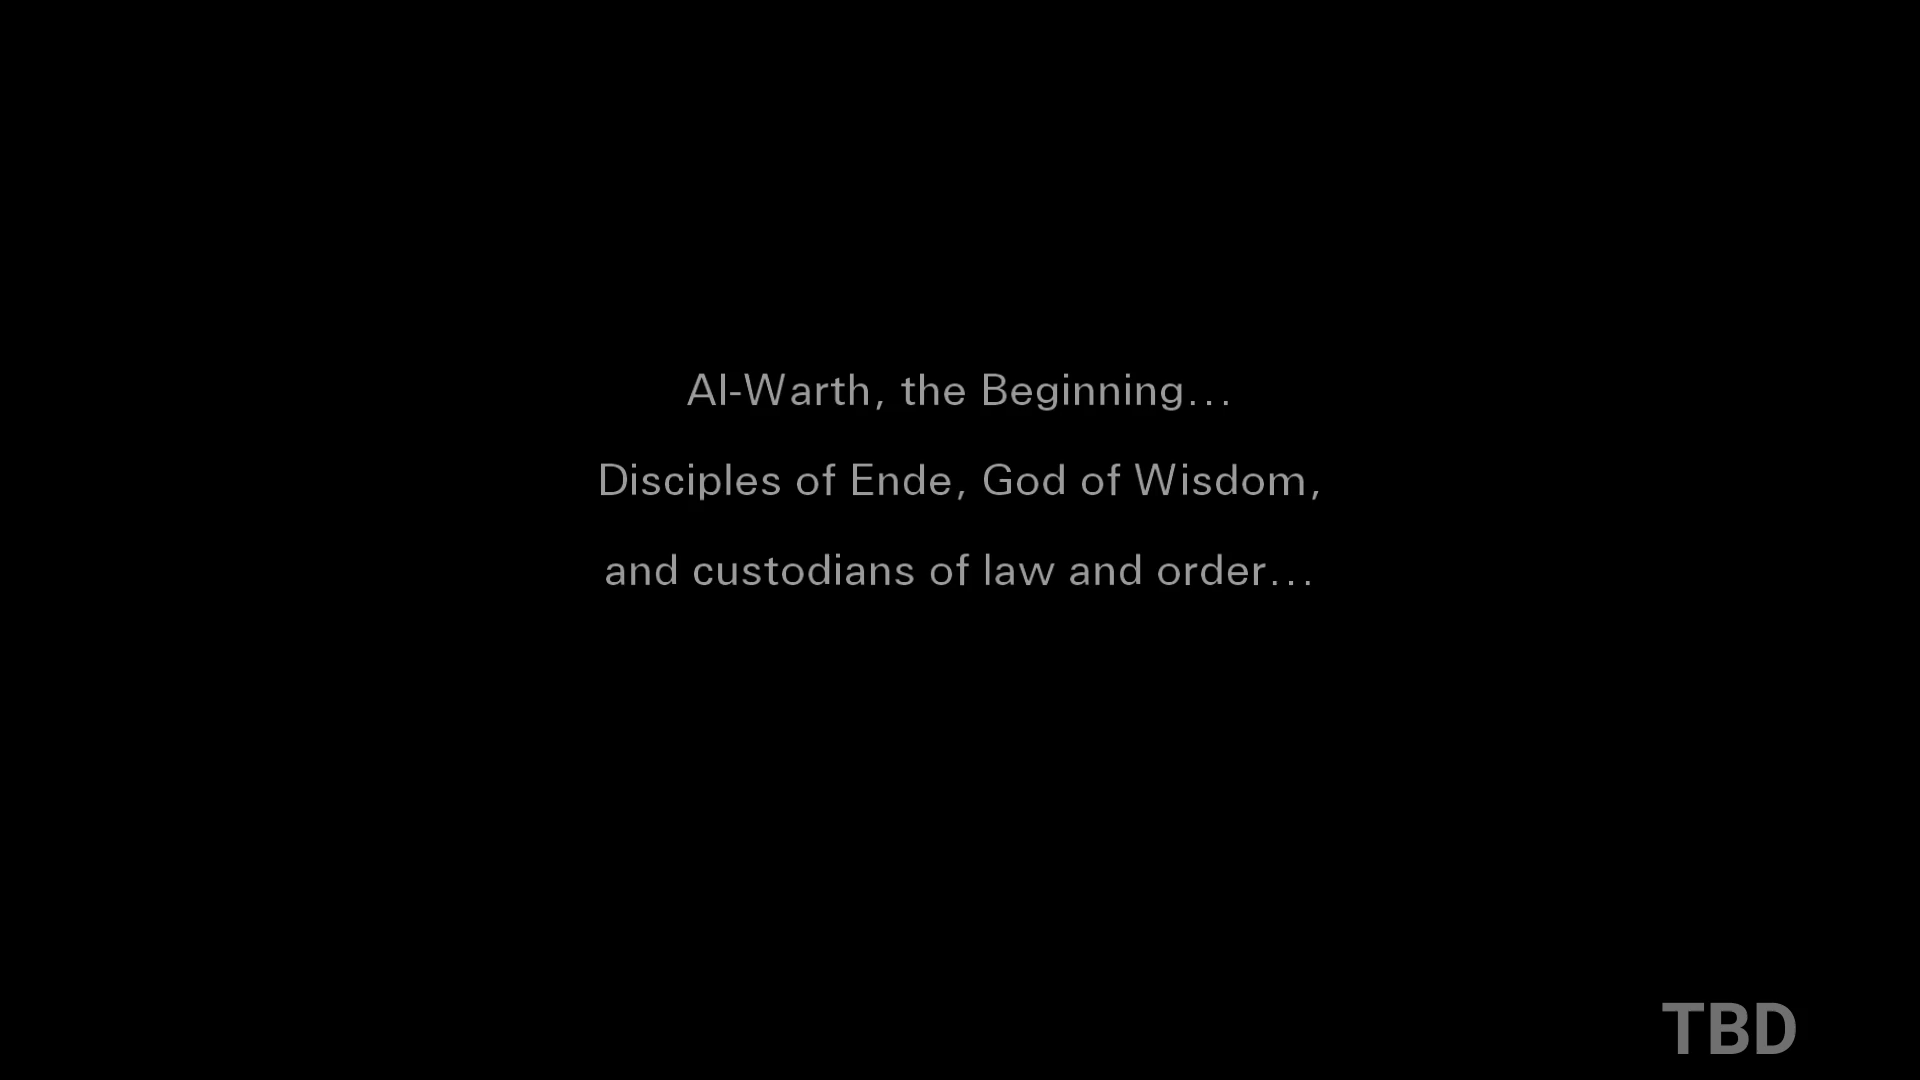 Al-Warth, the Beginning...
Disciples of Ende, God of Wisdom,
and custodians of law and order...
TBD